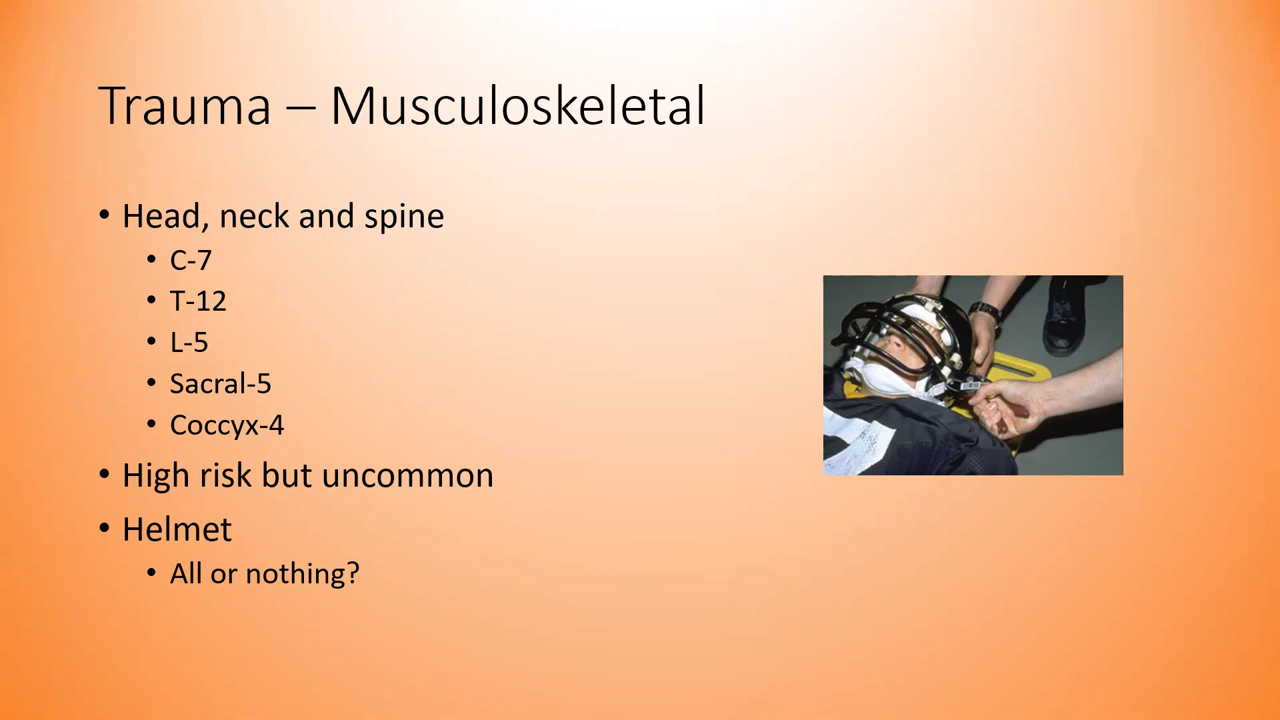 Trauma – Musculoskeletal
• Head, neck and spine
• C-7
• T-12
• L-5
• Sacral-5
• Coccyx-4
• High risk but uncommon
• Helmet
• All or nothing?